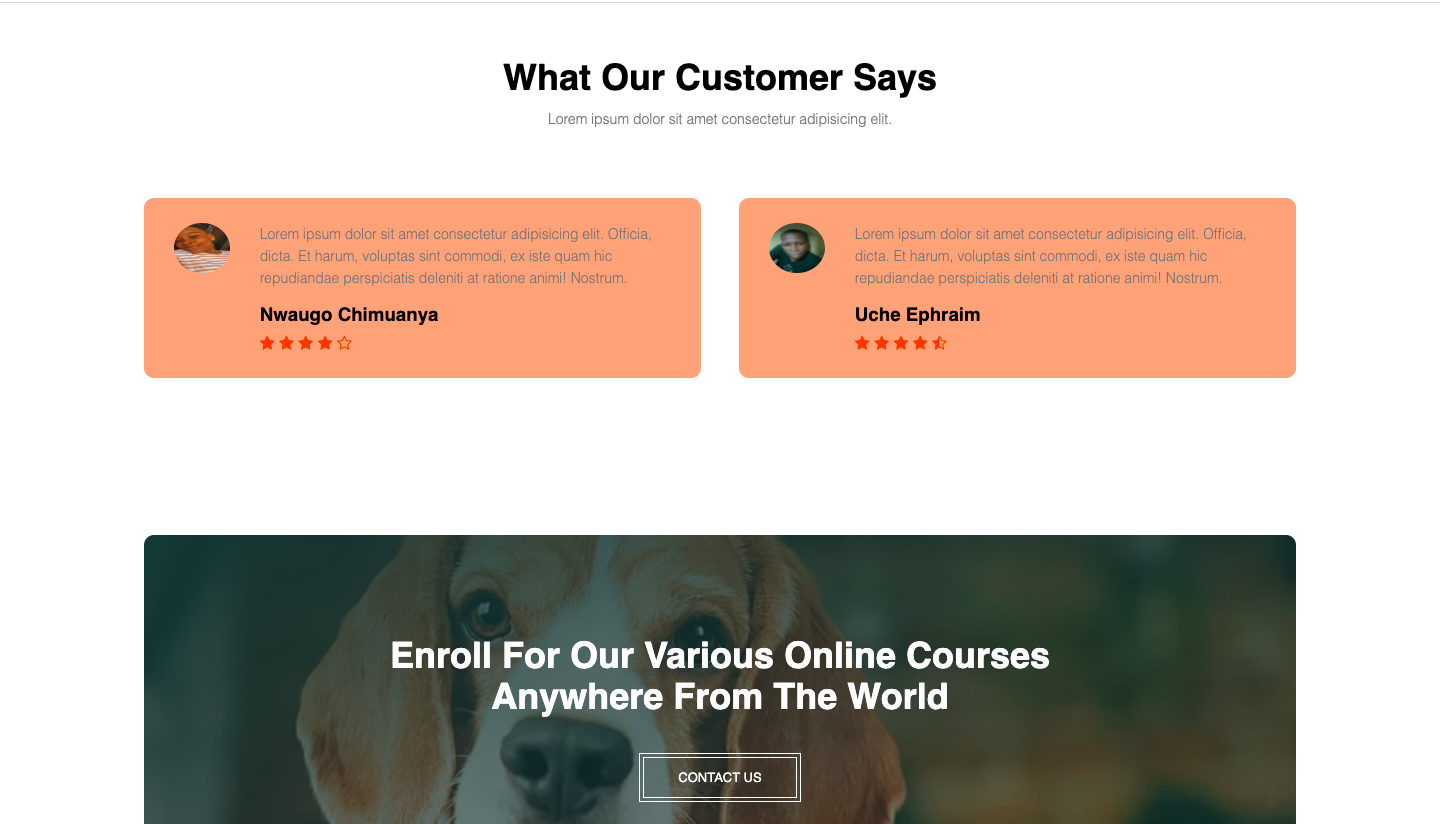 What Our Customer Says
Lorem ipsum dolor sit amet consectetur adipisicing elit.
Lorem ipsum dolor sit amet consectetur adipisicing elit. Officia,
dicta. Et harum, voluptas sint commodi, ex iste quam hic
repudiandae perspiciatis deleniti at ratione animi! Nostrum.
Nwaugo Chimuanya
Lorem ipsum dolor sit amet consectetur adipisicing elit. Officia,
dicta. Et harum, voluptas sint commodi, ex iste quam hic
repudiandae perspiciatis deleniti at ratione animi! Nostrum.
Uche Ephraim
Enroll For Our Various Online Courses
Anywhere From The World
CONTACT US